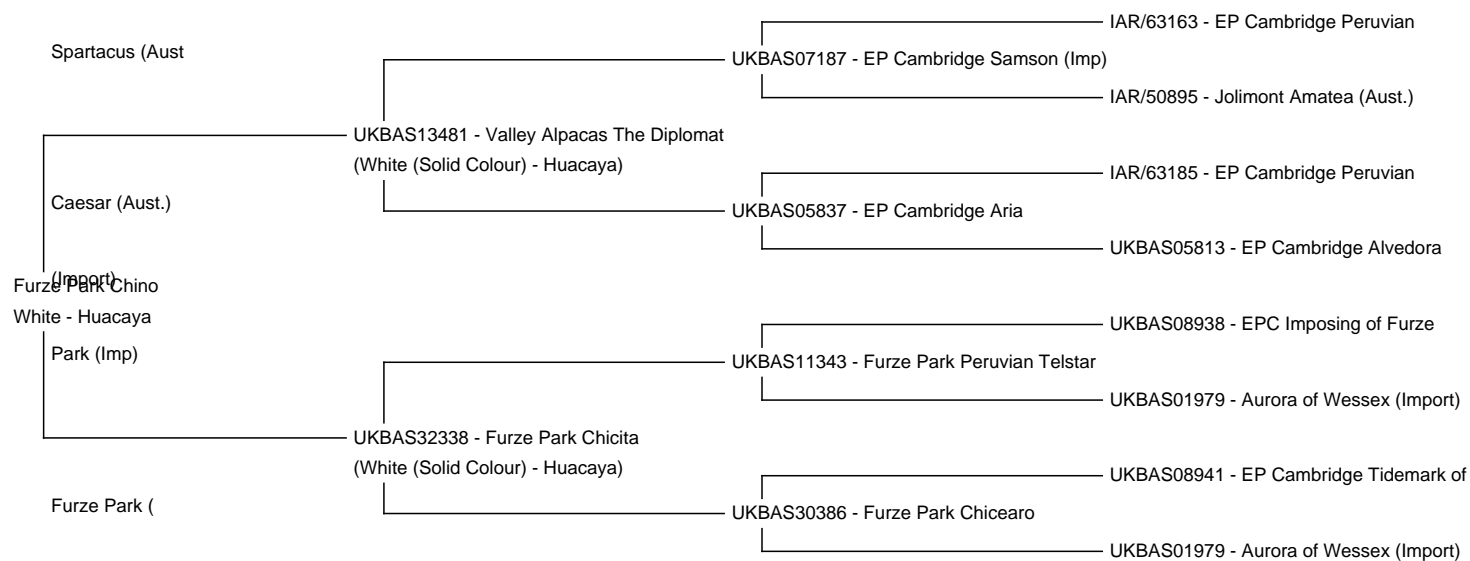 IAR/63163 - EP Cambridge Peruvian
Spartacus (Aust
UKBAS07187 - EP Cambridge Samson (Imp)
IAR/50895 - Jolimont Amatea (Aust.)
UKBAS13481 - Valley Alpacas The Diplomat
(White (Solid Colour) - Huacaya)
IAR/63185 - EP Cambridge Peruvian
Caesar (Aust.)
UKBAS05837 - EP Cambridge Aria
UKBAS05813 - EP Cambridge Alvedora
(Import)
Furze Park Chino
White - Huacaya
UKBAS08938 - EPC Imposing of Furze
Park (Imp)
UKBAS11343 - Furze Park Peruvian Telstar
UKBAS01979 - Aurora of Wessex (Import)
UKBAS32338 - Furze Park Chicita
(White (Solid Colour) - Huacaya)
UKBAS08941 - EP Cambridge Tidemark of
Furze Park (
UKBAS30386 - Furze Park Chicearo
UKBAS01979 - Aurora of Wessex (Import)